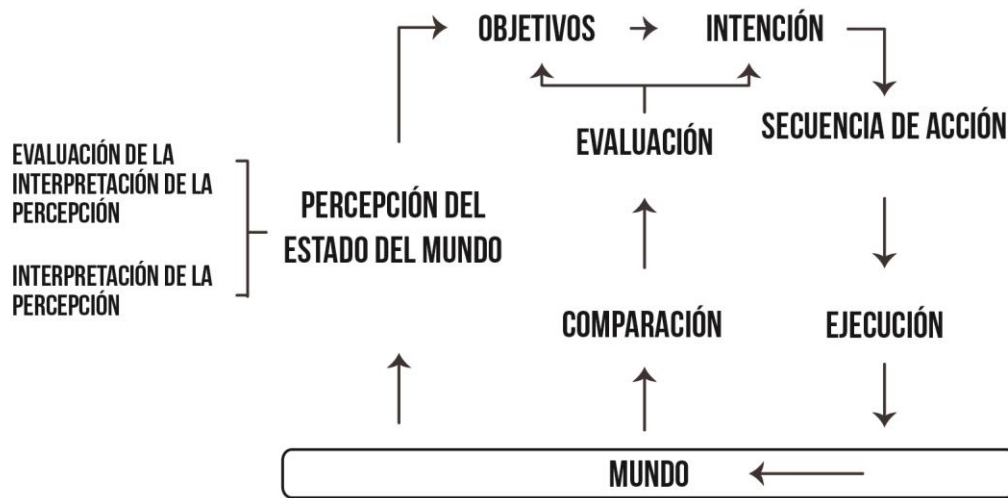 OBJETIVOS
INTENCIÓN
EVALUACIÓN
SECUENCIA DE ACCIÓN
EVALUACIÓN DE LA
INTERPRETACIÓN DE LA
PERCEPCIÓN
PERCEPCIÓN DEL
ESTADO DEL MUNDO
INTERPRETACIÓN DE LA
PERCEPCIÓN
COMPARACIÓN
EJECUCIÓN
MUNDO